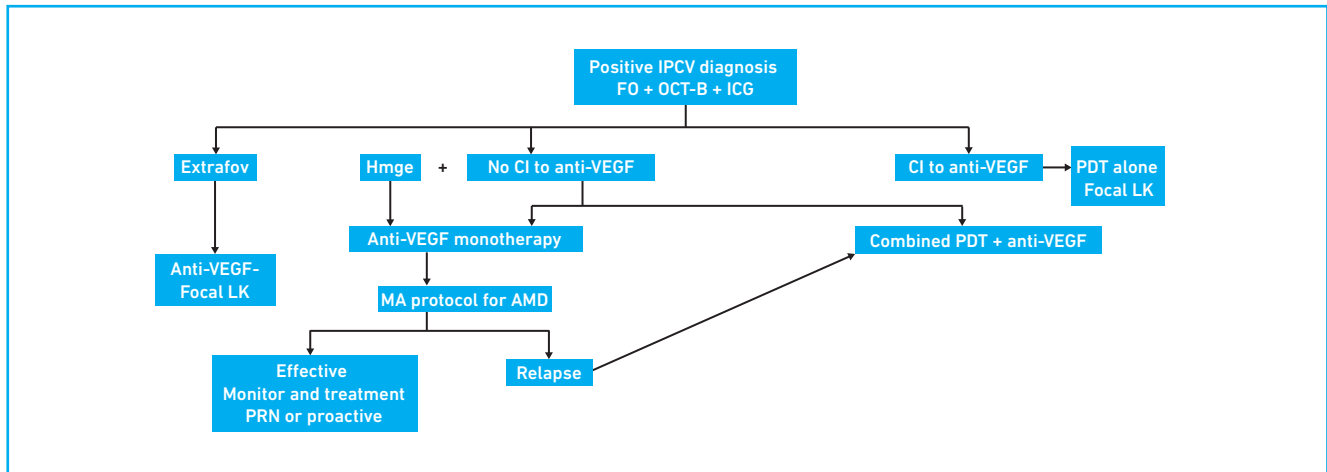 Positive IPCV diagnosis
FO + OCT-B + ICG
Extrafov
Hmge + No CI to anti-VEGF
CI to anti-VEGF
PDT alone
Focal LK
Anti-VEGF monotherapy
Combined PDT + anti-VEGF
Anti-VEGF-
Focal LK
MA protocol for AMD
Effective
Monitor and treatment
PRN or proactive
Relapse